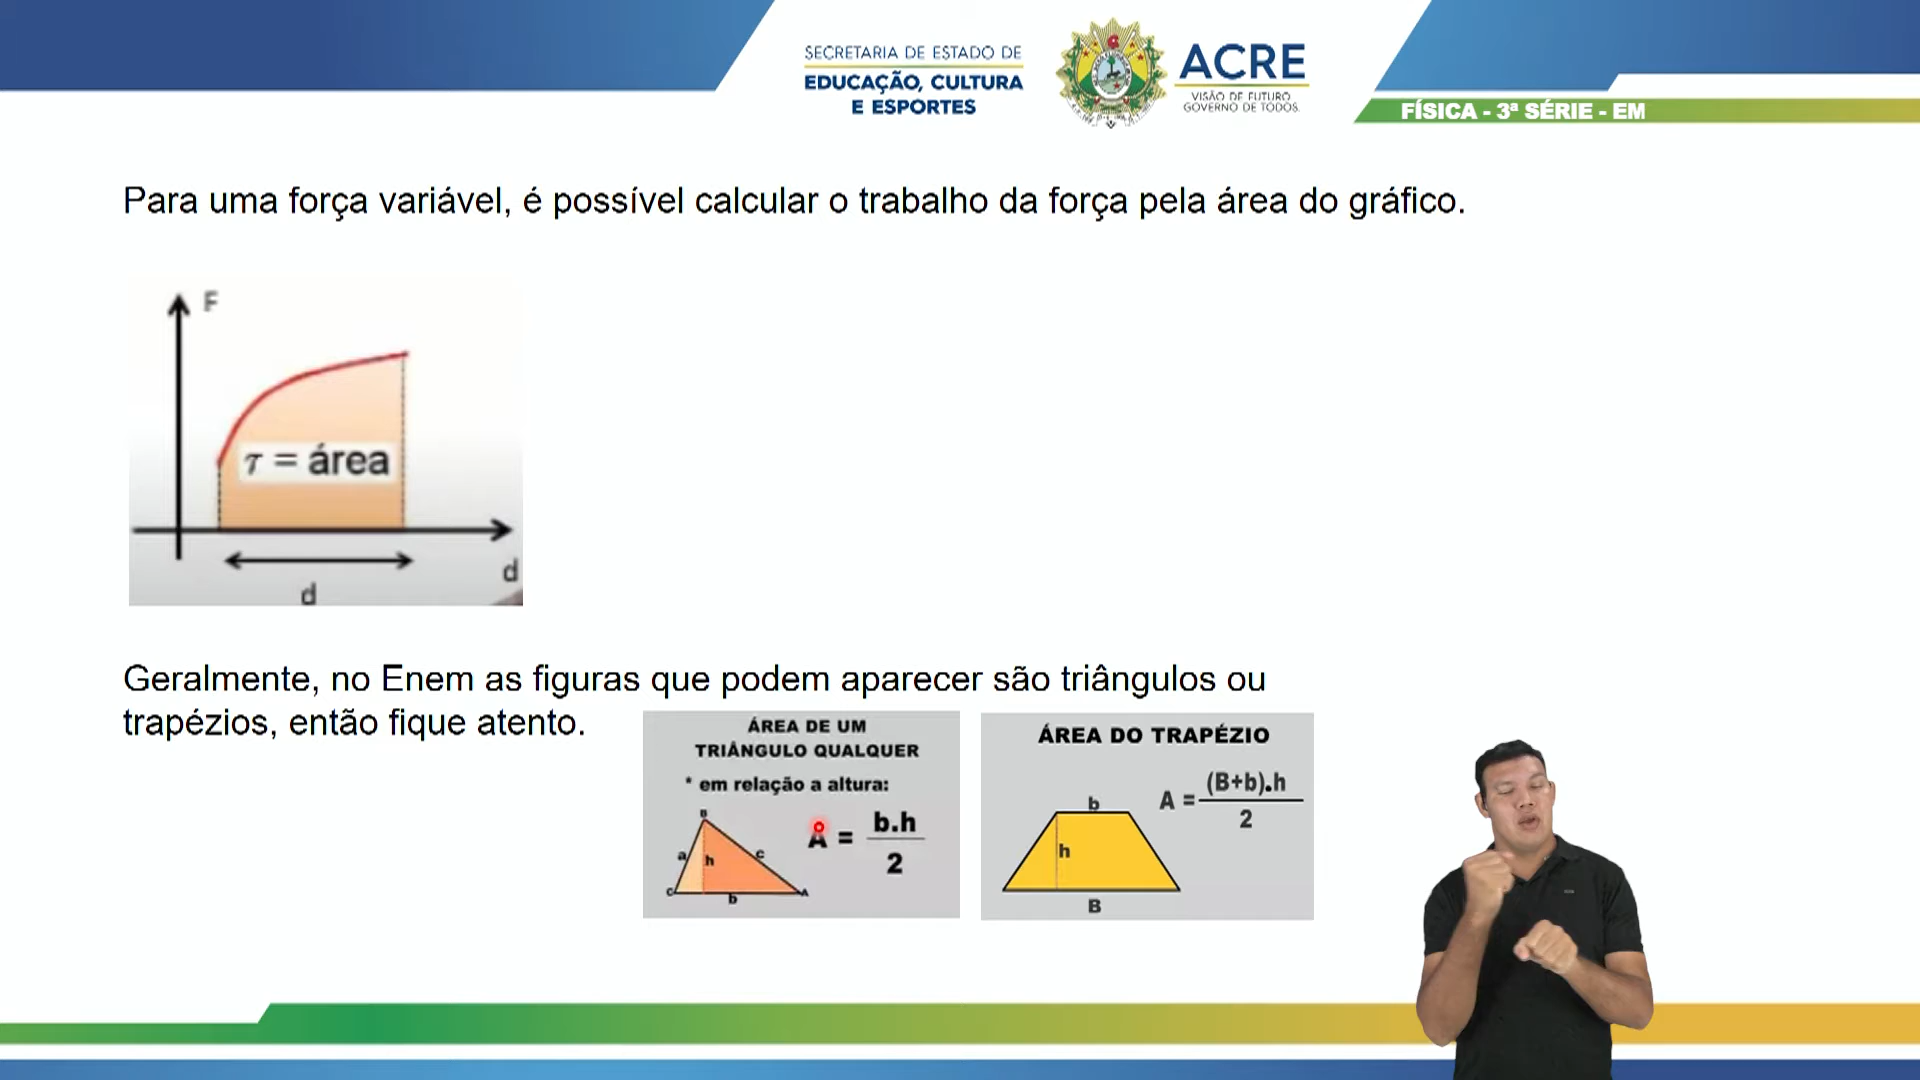 SECRETARIA DE ESTADO DE
EDUCAÇÃO, CULTURA
E ESPORTES
ACRE
VISÃO DE FUTURO
GOVERNO DE TODOS.
FÍSICA - 3ª SÉRIE - EM
Para uma força variável, é possível calcular o trabalho da força pela área do gráfico.
F
τ = área
d
d
Geralmente, no Enem as figuras que podem aparecer são triângulos ou
trapézios, então fique atento.
ÁREA DE UM
TRIÂNGULO QUALQUER
* em relação a altura:
B
a
h
c
C
b
A
A = b.h
2
ÁREA DO TRAPÉZIO
A = (B+b).h
2
b
h
B